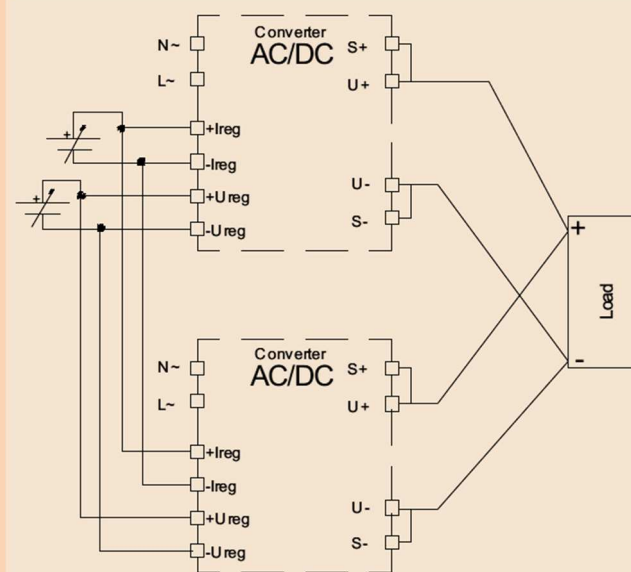 Converter
AC/DC
N~
L~
+Ireg
-Ireg
+Ureg
-Ureg
S+
U+
U-
S-
+
+
+
-
Load
Converter
AC/DC
N~
L~
+Ireg
-Ireg
+Ureg
-Ureg
S+
U+
U-
S-